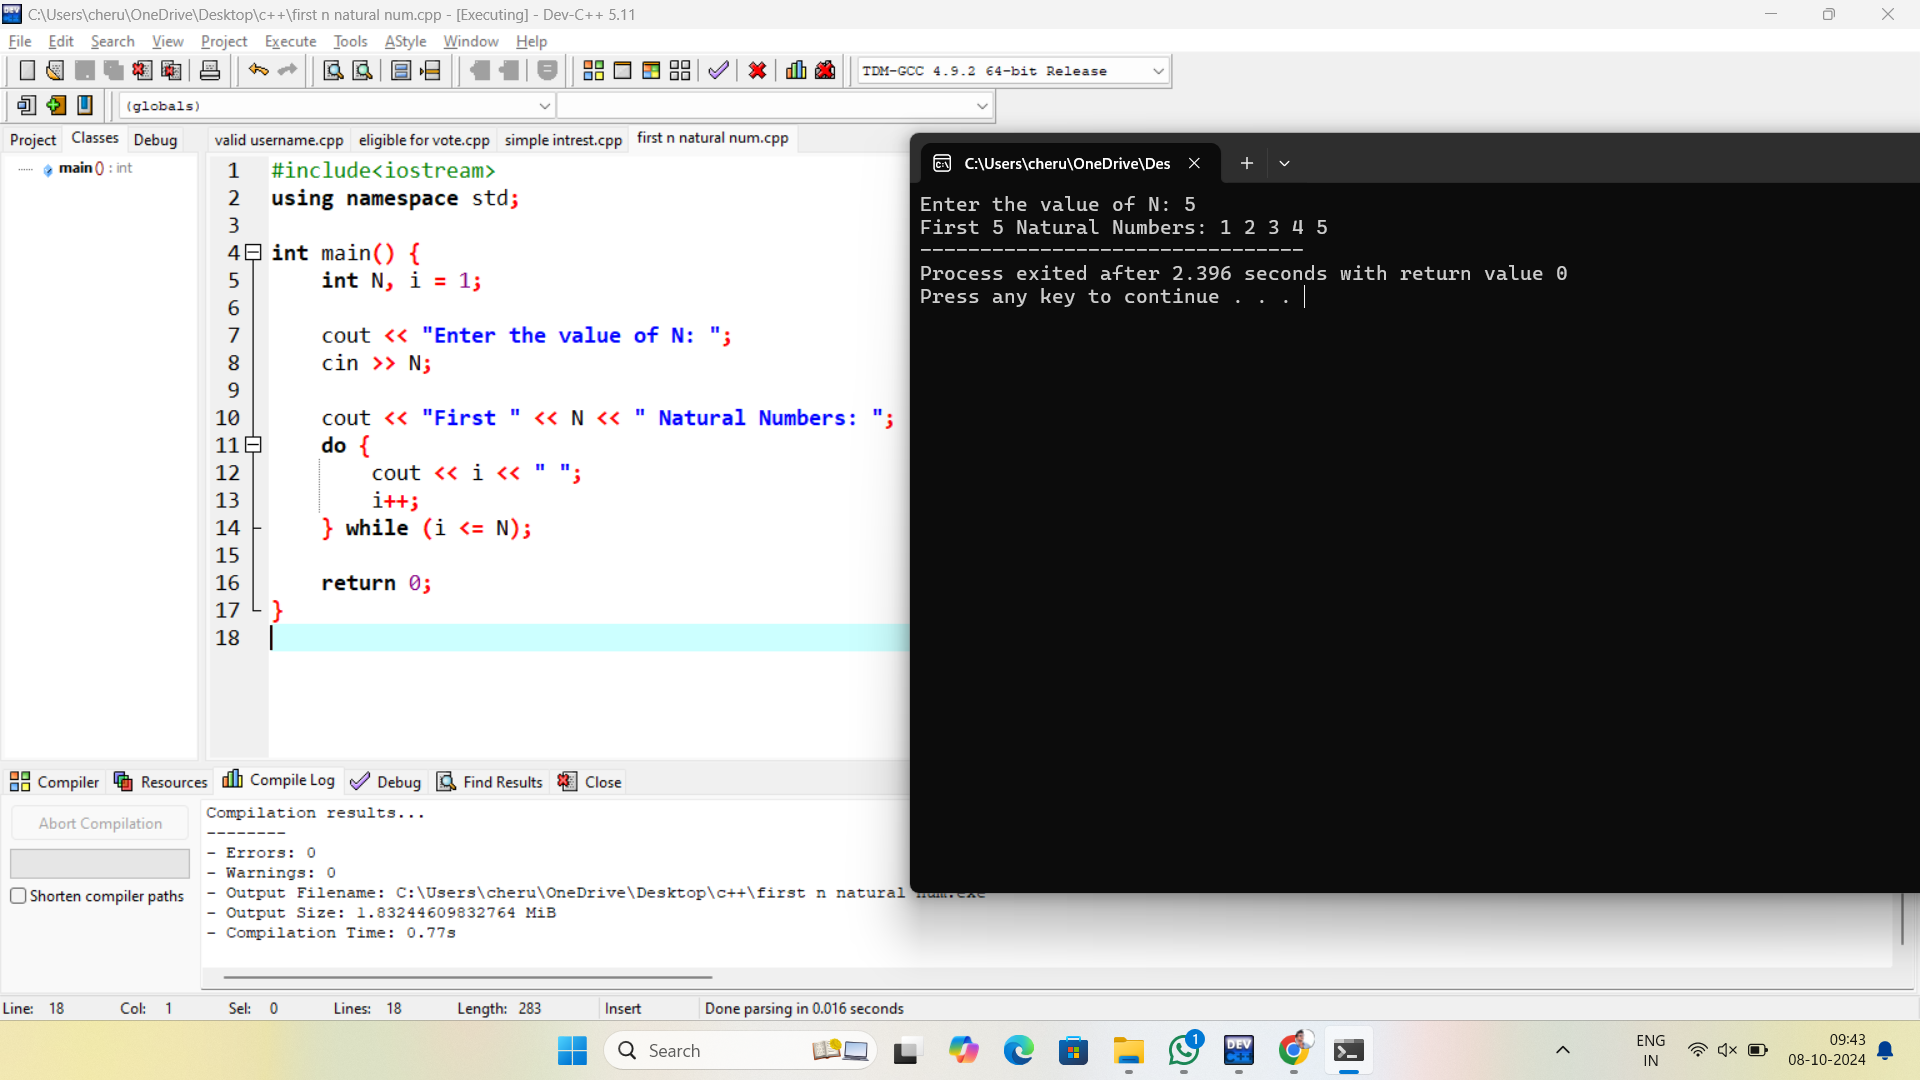 C:\Users\cheru\OneDrive\Desktop\c++\first n natural num.cpp - [Executing] - Dev-C++ 5.11
File Edit Search View Project Execute Tools AStyle Window Help
TDM-GCC 4.9.2 64-bit Release
(globals)
Project Classes Debug
valid username.cpp eligible for vote.cpp simple intrest.cpp first n natural num.cpp
main () : int
1 #include<iostream>
2 using namespace std;
3
4 int main() {
5 int N, i = 1;
6
7 cout << "Enter the value of N: ";
8 cin >> N;
9
10 cout << "First " << N << " Natural Numbers: ";
11 do {
12 cout << i << " ";
13 i++;
14 } while (i <= N);
15
16 return 0;
17 }
18
C:\Users\cheru\OneDrive\Des
Enter the value of N: 5
First 5 Natural Numbers: 1 2 3 4 5
--------------------------------
Process exited after 2.396 seconds with return value 0
Press any key to continue . . .
Compiler Resources Compile Log Debug Find Results Close
Abort Compilation
Shorten compiler paths
Compilation results...
--------
- Errors: 0
- Warnings: 0
- Output Filename: C:\Users\cheru\OneDrive\Desktop\c++\first n natural num.exe
- Output Size: 1.83244609832764 MiB
- Compilation Time: 0.77s
Line: 18 Col: 1 Sel: 0 Lines: 18 Length: 283 Insert Done parsing in 0.016 seconds
Search
DEV
1
ENG
IN
09:43
08-10-2024